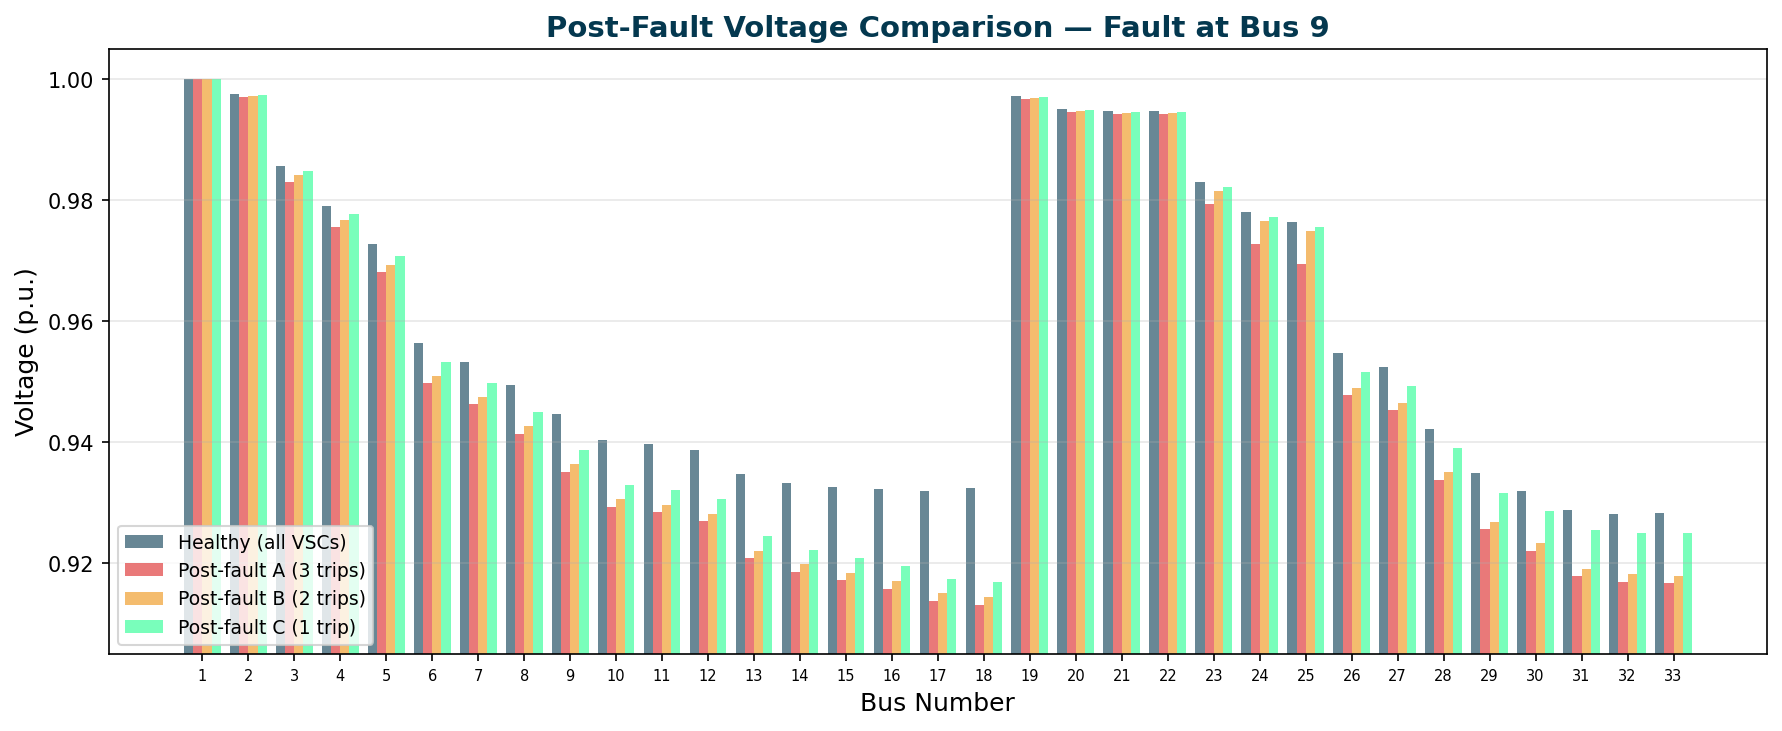 Post-Fault Voltage Comparison — Fault at Bus 9
Voltage (p.u.)
1.00
0.98
0.96
0.94
0.92
Healthy (all VSCs)
Post-fault A (3 trips)
Post-fault B (2 trips)
Post-fault C (1 trip)
1 2 3 4 5 6 7 8 9 10 11 12 13 14 15 16 17 18 19 20 21 22 23 24 25 26 27 28 29 30 31 32 33
Bus Number